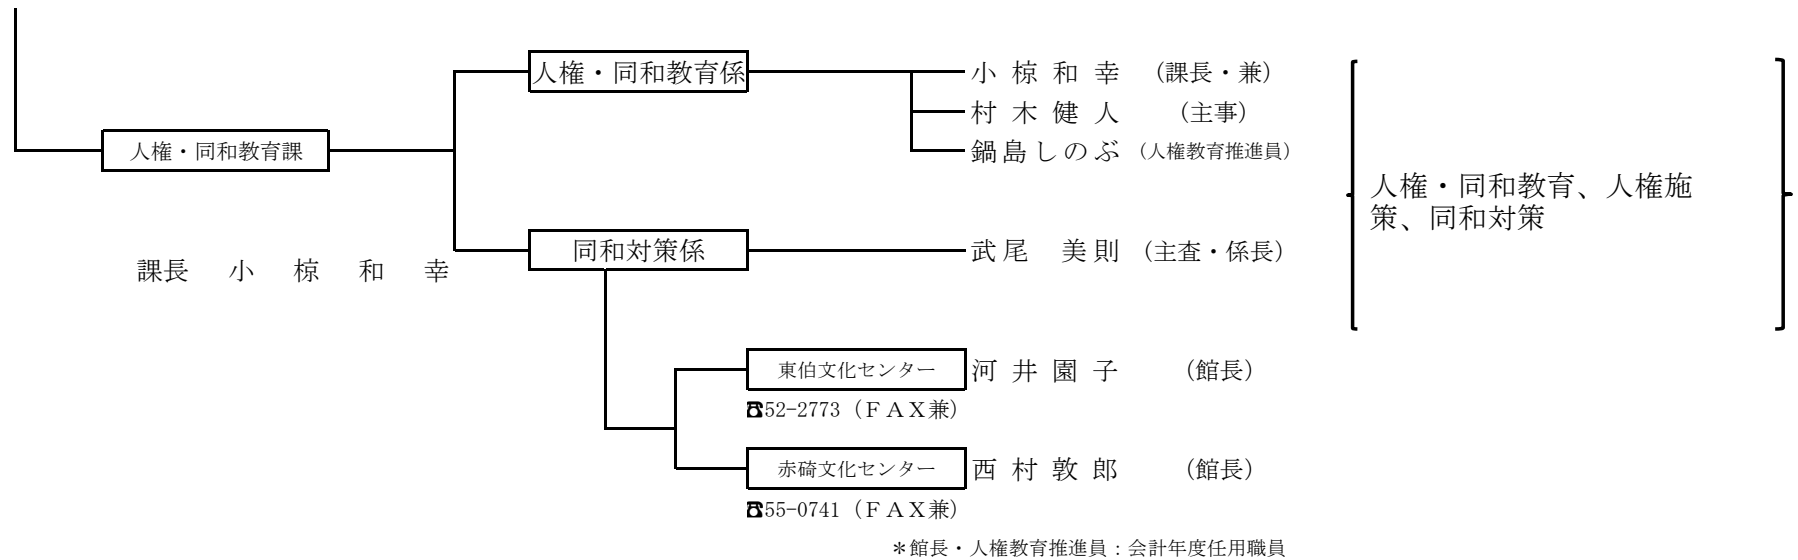 人権・同和教育係
小椋和幸 (課長・兼)
村木健人 (主事)
人権・同和教育課
鍋島しのぶ (人権教育推進員)
人権・同和教育、人権施
策、同和対策
同和対策係
武尾 美則 (主査・係長)
課長 小椋和幸
東伯文化センター
河井園子 (館長)
☎52-2773 (ＦＡＸ兼)
赤碕文化センター
西村敦郎 (館長)
☎55-0741 (ＦＡＸ兼)
＊館長・人権教育推進員：会計年度任用職員